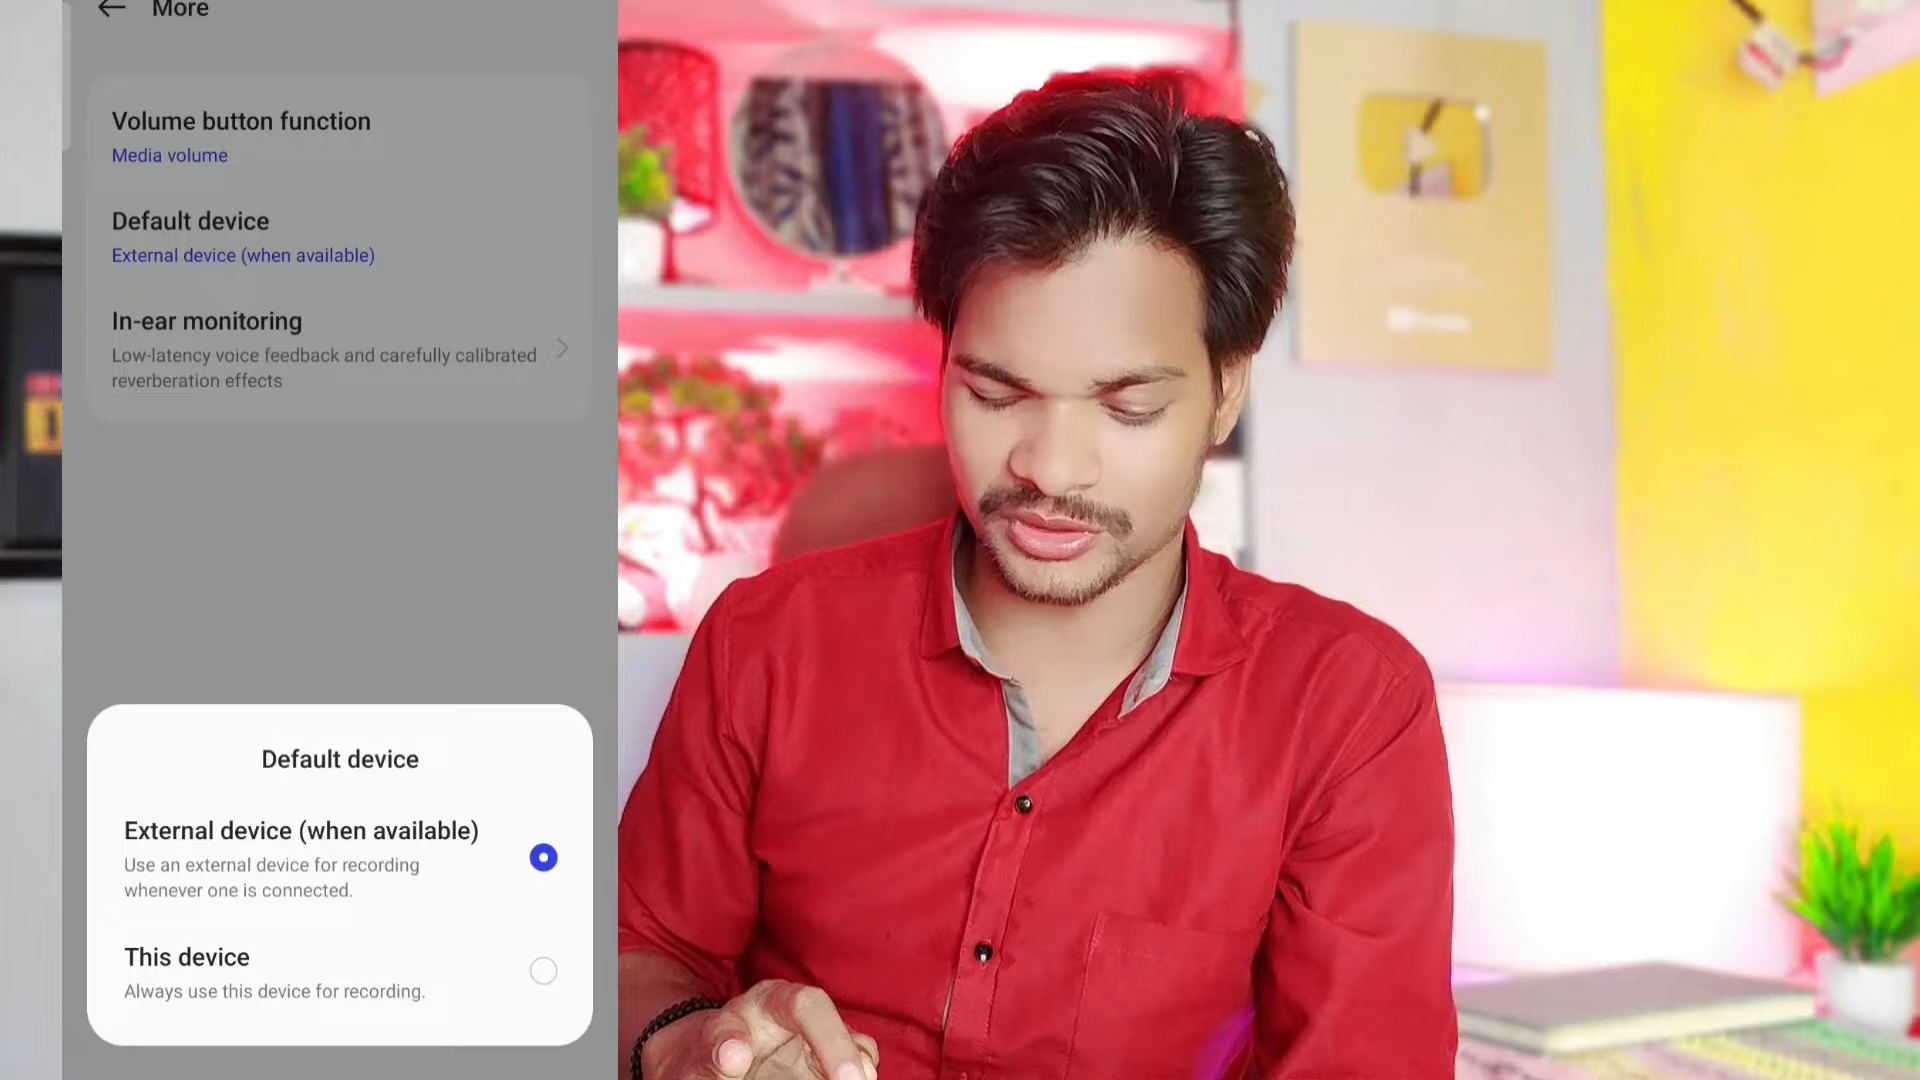 More
Volume button function
Media volume
Default device
External device (when available)
In-ear monitoring
Low-latency voice feedback and carefully calibrated
reverberation effects
Default device
External device (when available)
Use an external device for recording
whenever one is connected.
This device
Always use this device for recording.